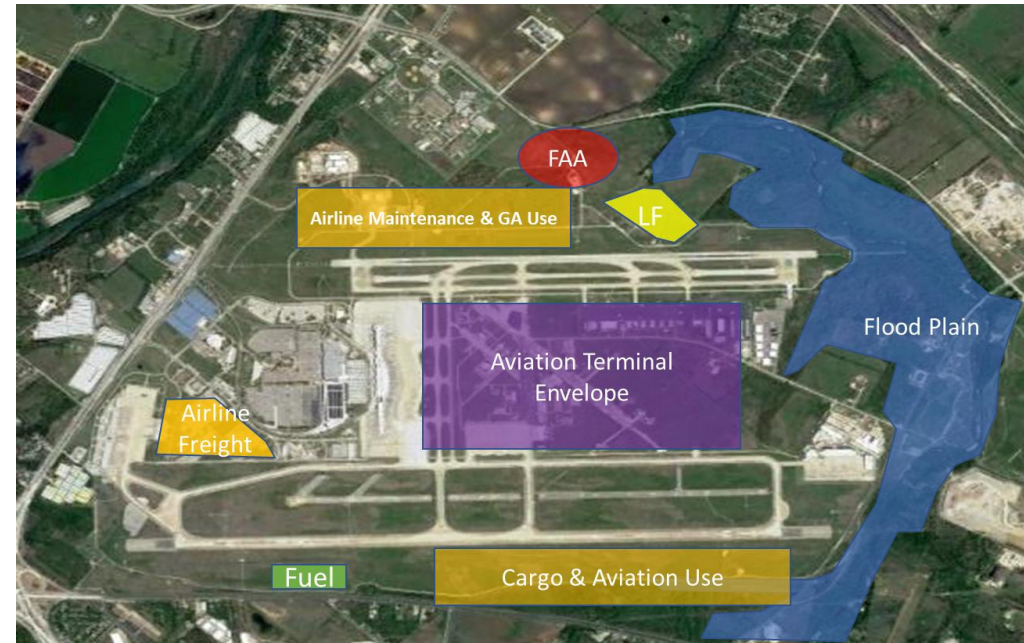 FAA
Airline Maintenance & GA Use
LF
Flood Plain
Aviation Terminal
Envelope
Airline
Freight
Fuel
Cargo & Aviation Use